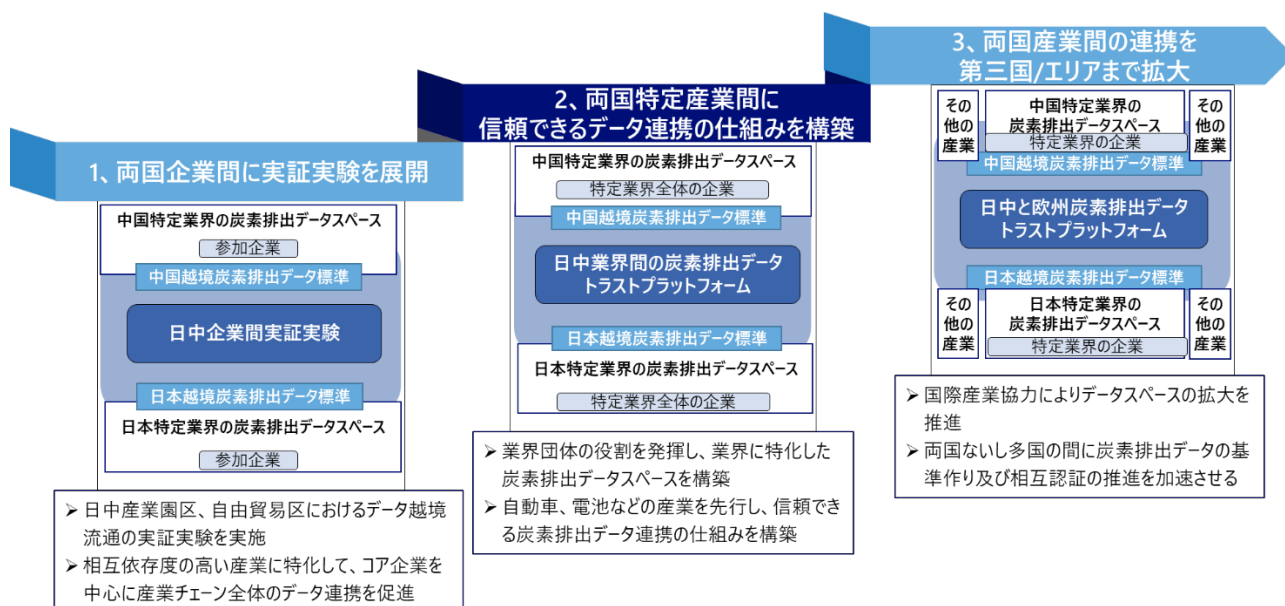 1、両国企業間に実証実験を展開
中国特定業界の炭素排出データスペース
参加企業
中国越境炭素排出データ標準
日中企業間実証実験
日本越境炭素排出データ標準
日本特定業界の炭素排出データスペース
参加企業
➢ 日中産業園区、自由貿易区におけるデータ越境
流通の実証実験を実施
➢ 相互依存度の高い産業に特化して、コア企業を
中心に産業チェーン全体のデータ連携を促進
2、両国特定産業間に
信頼できるデータ連携の仕組みを構築
中国特定業界の炭素排出データスペース
特定業界全体の企業
中国越境炭素排出データ標準
日中業界間の炭素排出データ
トラストプラットフォーム
日本越境炭素排出データ標準
日本特定業界の炭素排出データスペース
特定業界全体の企業
➢ 業界団体の役割を発揮し、業界に特化した
炭素排出データスペースを構築
➢ 自動車、電池などの産業を先行し、信頼でき
る炭素排出データ連携の仕組みを構築
3、両国産業間の連携を
第三国/エリアまで拡大
その
他の
産業
中国特定業界の
炭素排出データスペース
特定業界の企業
その
他の
産業
中国越境炭素排出データ標準
日中と欧州炭素排出データ
トラストプラットフォーム
日本越境炭素排出データ標準
その
他の
産業
日本特定業界の
炭素排出データスペース
特定業界の企業
その
他の
産業
➢ 国際産業協力によりデータスペースの拡大を
推進
➢ 両国ないし多国の間に炭素排出データの基
準作り及び相互認証の推進を加速させる